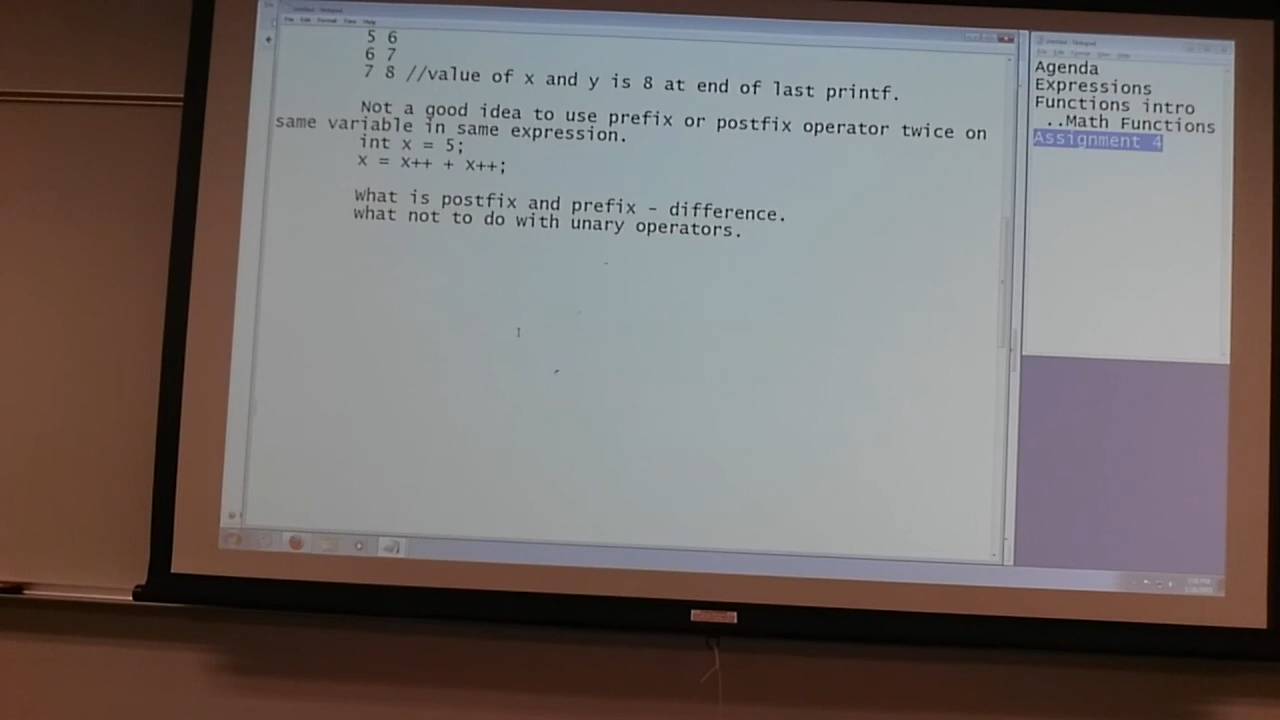 5 6
6 7
7 8 //value of x and y is 8 at end of last printf.
Not a good idea to use prefix or postfix operator twice on
same variable in same expression.
int x = 5;
x = x++ + x++;
What is postfix and prefix - difference.
what not to do with unary operators.
Agenda
Expressions
Functions intro
..Math Functions
Assignment 4